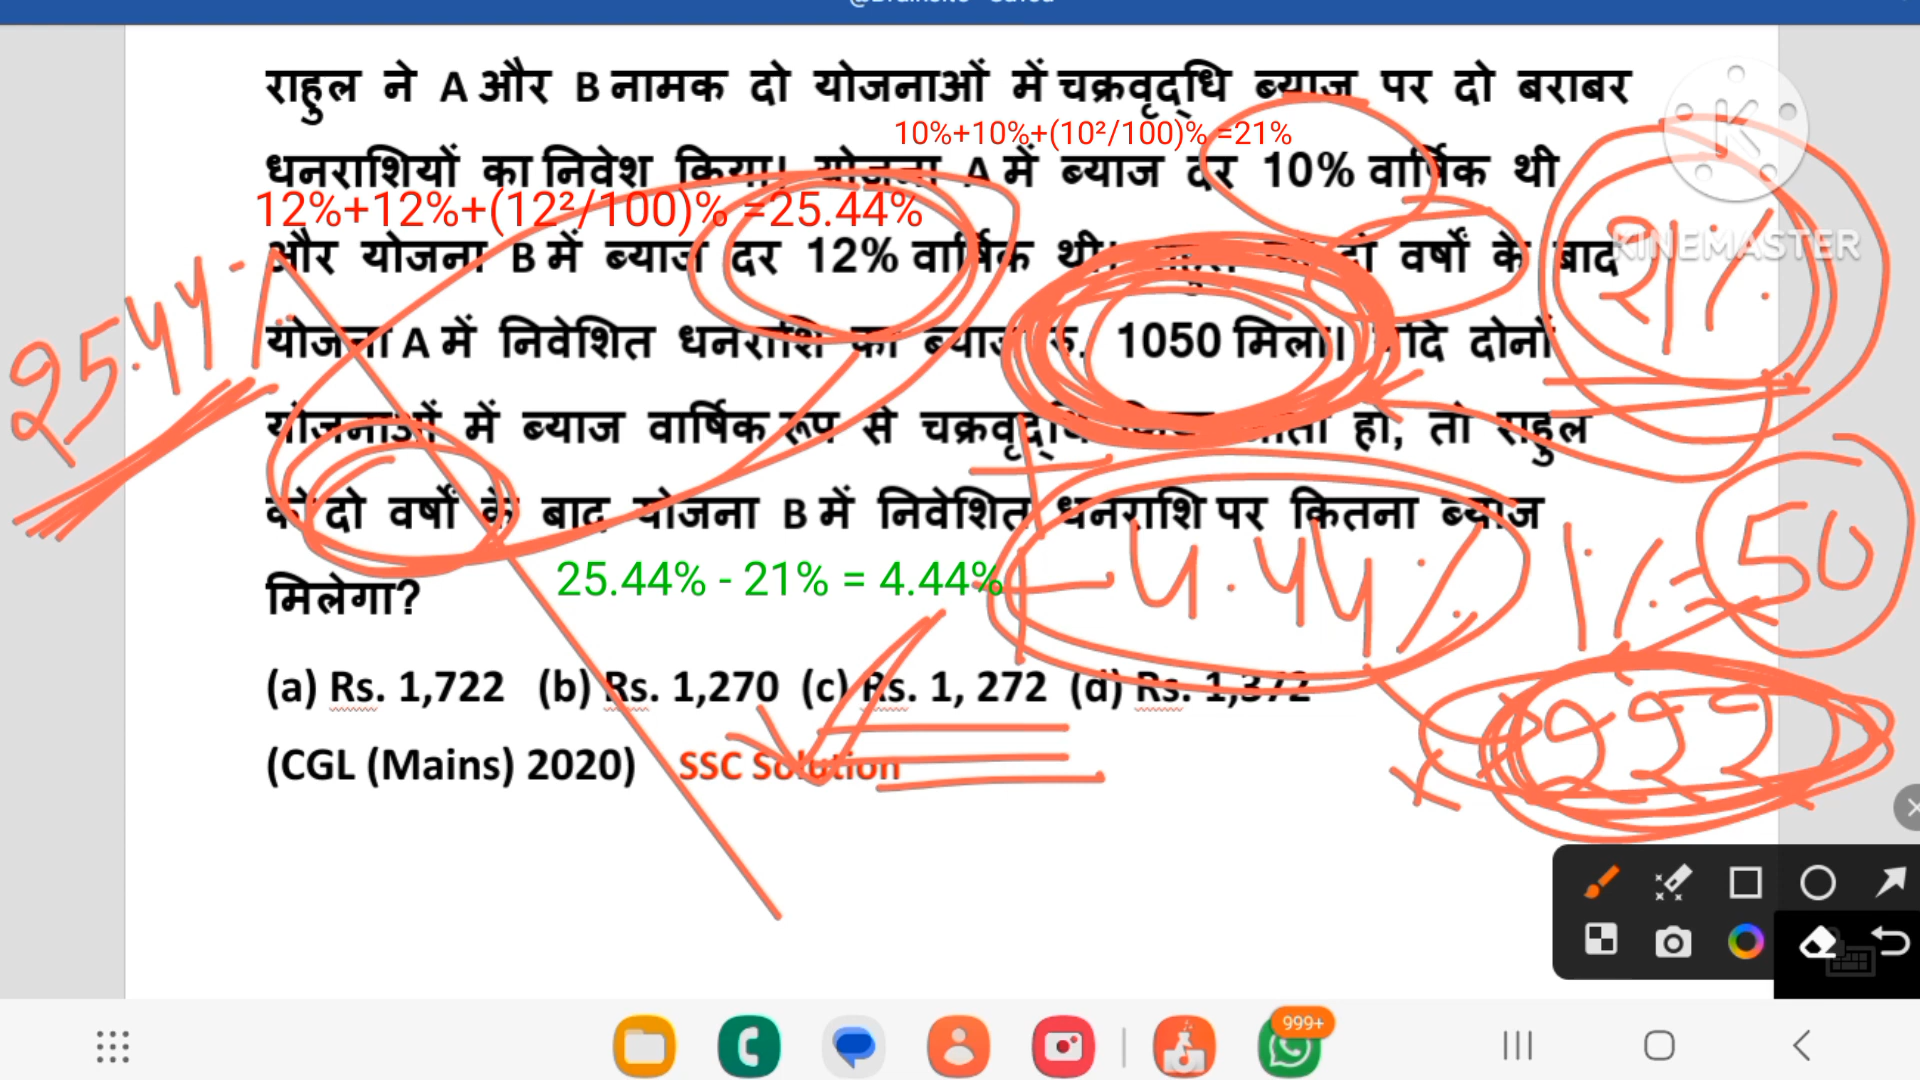 राहुल ने A और B नामक दो योजनाओं में चक्रवृद्धि ब्याज पर दो बराबर
10%+10%+(10²/100)% =21%
धनराशियों का निवेश किया। योजना A में ब्याज दर 10% वार्षिक थी
12%+12%+(12²/100)% =25.44%
और योजना B में ब्याज दर 12% वार्षिक थी। दो वर्षों के बाद
KINEMASTER
21%
25.44%
योजना A में निवेशित धनराशि का ब्याज रु. 1050 मिला। यदि दोनों
योजनाओं में ब्याज वार्षिक रूप से चक्रवृद्धि हो, तो राहुल
को दो वर्षों के बाद योजना B में निवेशित धनराशि पर कितना ब्याज
मिलेगा?
25.44% - 21% = 4.44%
4.44%
1% = 50
(a) Rs. 1,722 (b) Rs. 1,270 (c) Rs. 1, 272 (d) Rs. 1,372
222
(CGL (Mains) 2020) SSC Solution
999+